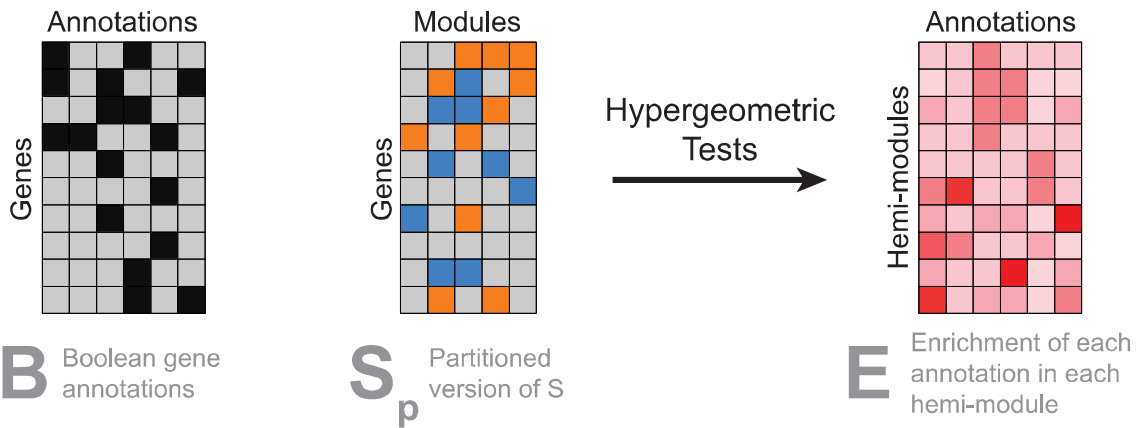 Annotations
Modules
Annotations
Genes
Genes
Hypergeometric
Tests
Hemi-modules
B
Boolean gene
annotations
Sp
Partitioned
version of S
E
Enrichment of each
annotation in each
hemi-module